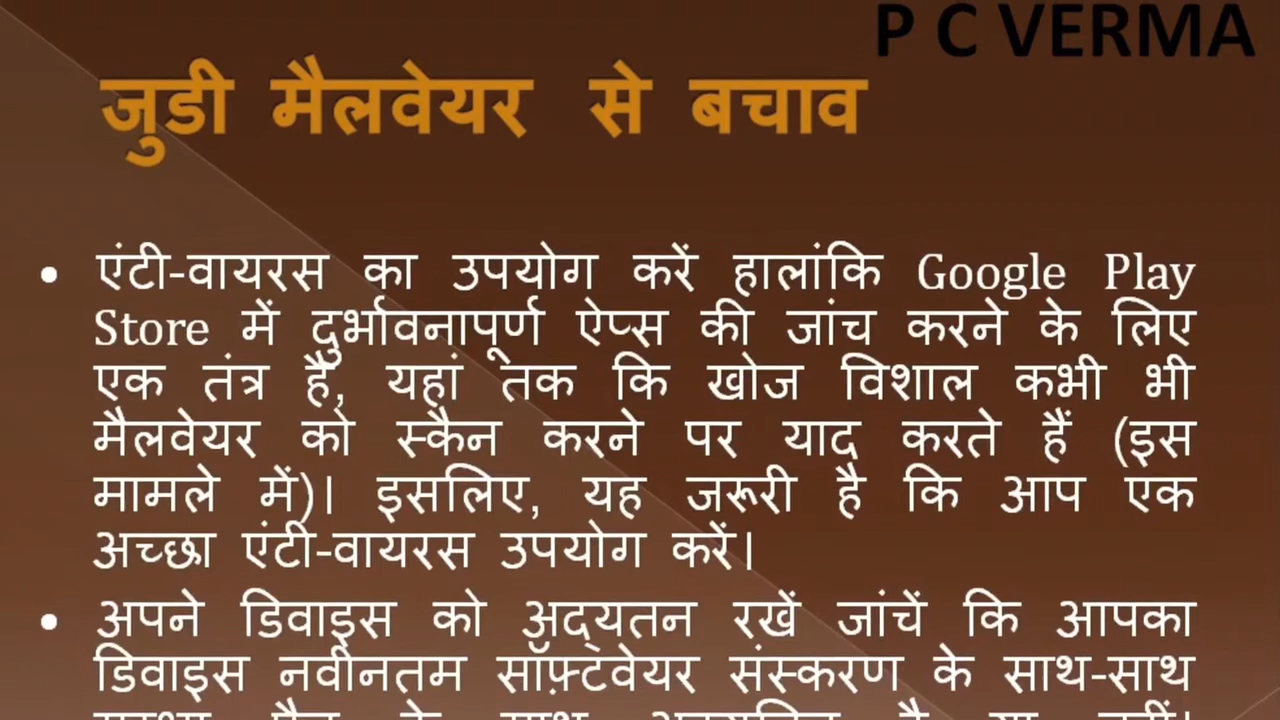 P C VERMA
जुडी मैलवेयर से बचाव
• एंटी-वायरस का उपयोग करें हालांकि Google Play
Store में दुर्भावनापूर्ण ऐप्स की जांच करने के लिए
एक तंत्र है, यहां तक कि खोज विशाल कभी भी
मैलवेयर को स्कैन करने पर याद करते हैं (इस
मामले में)। इसलिए, यह जरूरी है कि आप एक
अच्छा एंटी-वायरस उपयोग करें।
• अपने डिवाइस को अद्यतन रखें जांचें कि आपका
डिवाइस नवीनतम सॉफ़्टवेयर संस्करण के साथ-साथ